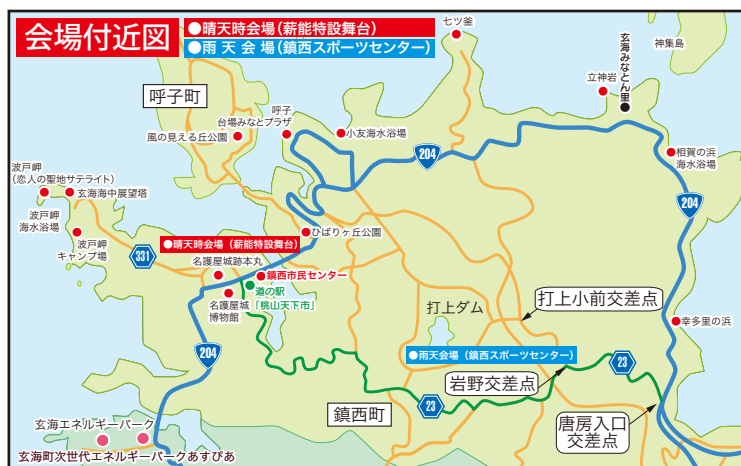 会場付近図
●晴天時会場(薪能特設舞台)
●雨天会場(鎮西スポーツセンター)
七ツ釜
神集島
玄海みなとん里
立神岩
呼子町
呼子
台場みなとプラザ
風の見える丘公園
小友海水浴場
204
相賀の浜
海水浴場
波戸岬
(恋人の聖地サテライト)
玄海海中展望塔
204
波戸岬
海水浴場
波戸岬
キャンプ場
ひばりヶ丘公園
331
●晴天時会場(薪能特設舞台)
名護屋城跡本丸
鎮西市民センター
道の駅
「桃山天下市」
名護屋城
博物館
打上ダム
打上小前交差点
幸多里の浜
204
●雨天会場(鎮西スポーツセンター)
岩野交差点
23
23
鎮西町
唐房入口
交差点
玄海エネルギーパーク
玄海町次世代エネルギーパークあすぴあ